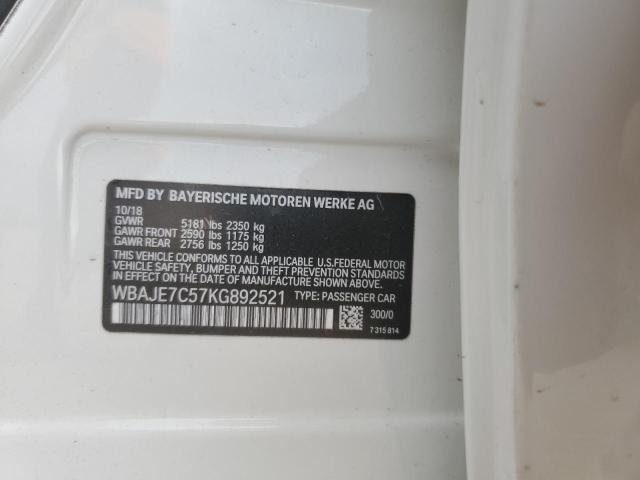 MFD BY BAYERISCHE MOTOREN WERKE AG
10/18
GVWR 5181 lbs 2350 kg
GAWR FRONT 2590 lbs 1175 kg
GAWR REAR 2756 lbs 1250 kg
THIS VEHICLE CONFORMS TO ALL APPLICABLE U.S.FEDERAL MOTOR
VEHICLE SAFETY, BUMPER, AND THEFT PREVENTION STANDARDS
IN EFFECT ON THE DATE OF MANUFACTURE SHOWN ABOVE.
WBAJE7C57KG892521 TYPE: PASSENGER CAR
300/0
7 315 814